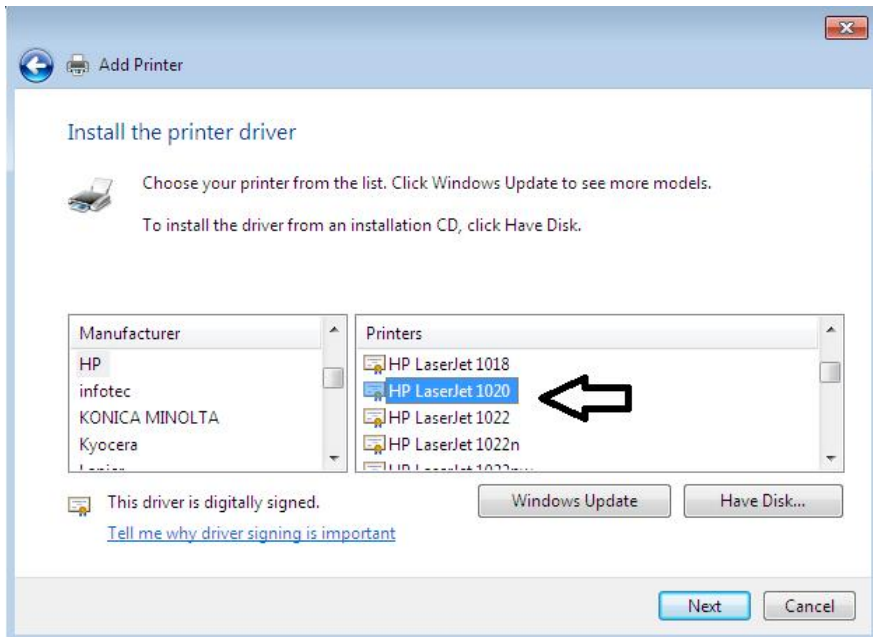 Add Printer
Install the printer driver
Choose your printer from the list. Click Windows Update to see more models.
To install the driver from an installation CD, click Have Disk.
Manufacturer
HP
infotec
KONICA MINOLTA
Kyocera
Printers
HP LaserJet 1018
HP LaserJet 1020
HP LaserJet 1022
HP LaserJet 1022n
This driver is digitally signed.
Tell me why driver signing is important
Windows Update
Have Disk...
Next
Cancel